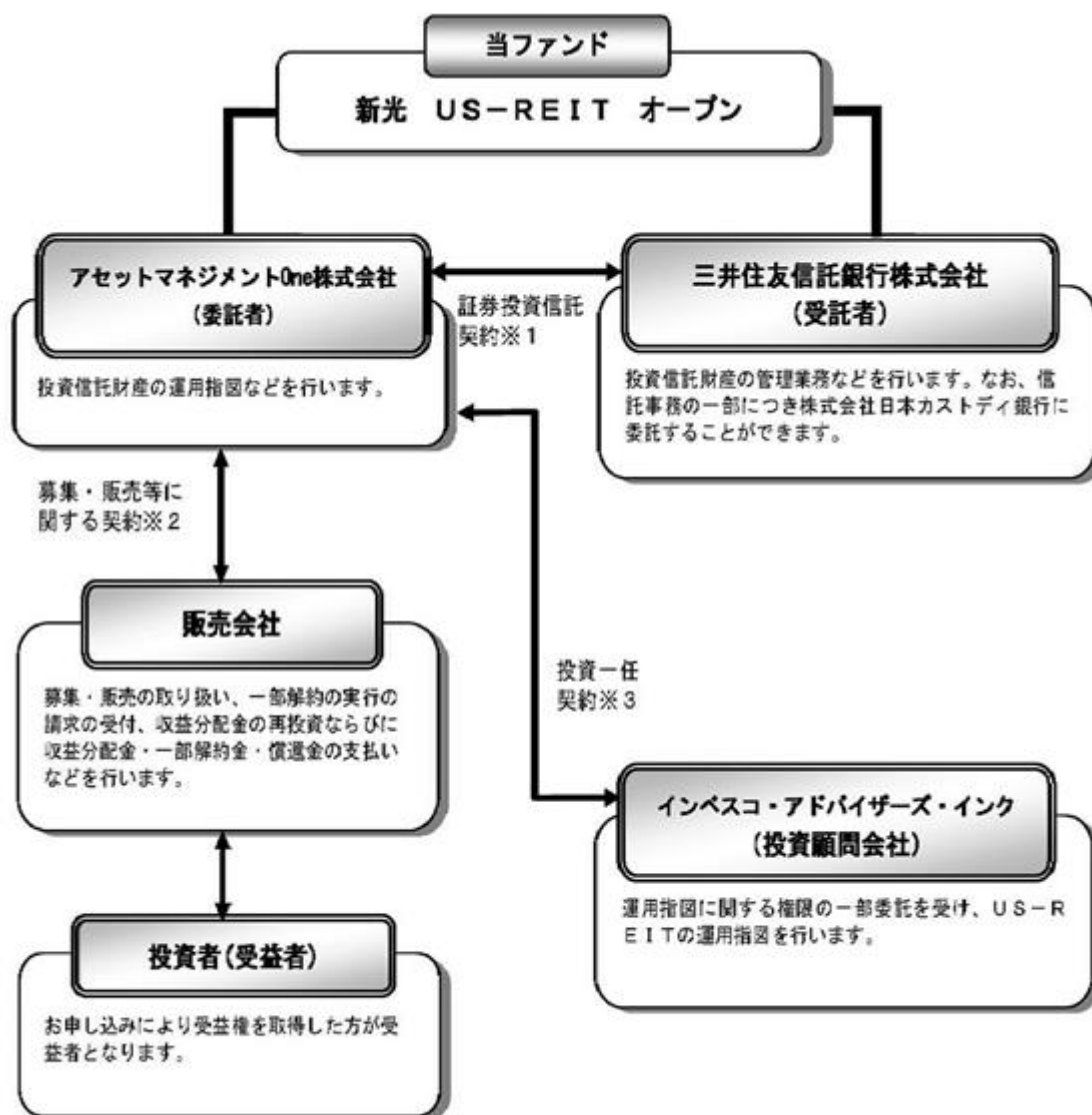 当ファンド
新光 US-REIT オープン
アセットマネジメントOne株式会社
(委託者)
投資信託財産の運用指図などを行います。
証券投資信託
契約※1
三井住友信託銀行株式会社
(受託者)
投資信託財産の管理業務などを行います。なお、信
託事務の一部につき株式会社日本カストディ銀行に
委託することができます。
募集・販売等に
関する契約※2
販売会社
募集・販売の取り扱い、一部解約の実行の
請求の受付、収益分配金の再投資ならびに
収益分配金・一部解約金・償還金の支払い
などを行います。
投資一任
契約※3
インベスコ・アドバイザーズ・インク
(投資顧問会社)
運用指図に関する権限の一部委託を受け、US-R
EITの運用指図を行います。
投資者(受益者)
お申し込みにより受益権を取得した方が受
益者となります。